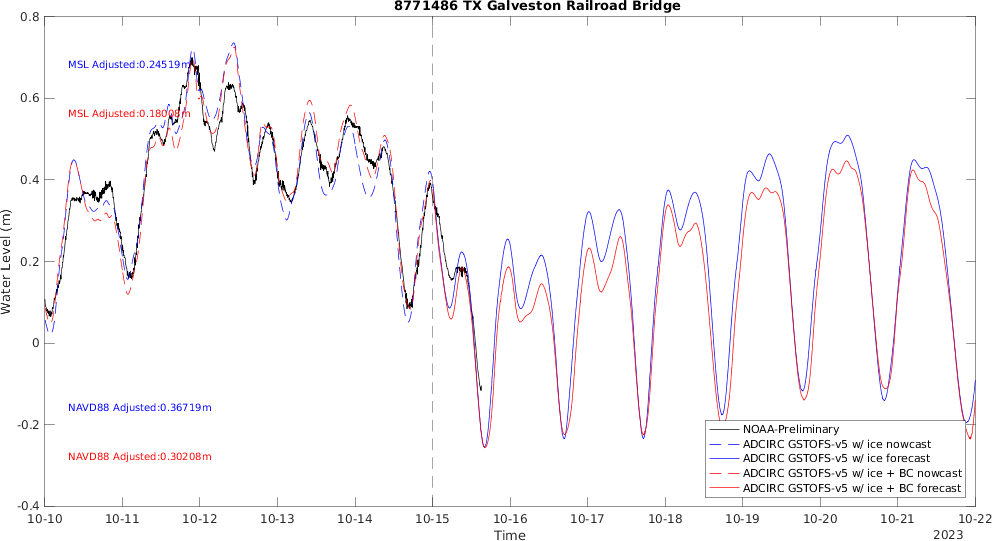 8771486 TX Galveston Railroad Bridge
Water Level (m)
0.8
0.6
0.4
0.2
0
-0.2
-0.4
MSL Adjusted:0.24519m
MSL Adjusted:0.18008m
NAVD88 Adjusted:0.36719m
NAVD88 Adjusted:0.30208m
NOAA-Preliminary
ADCIRC GSTOFS-v5 w/ ice nowcast
ADCIRC GSTOFS-v5 w/ ice forecast
ADCIRC GSTOFS-v5 w/ ice + BC nowcast
ADCIRC GSTOFS-v5 w/ ice + BC forecast
10-10 10-11 10-12 10-13 10-14 10-15 10-16 10-17 10-18 10-19 10-20 10-21 10-22
Time
2023